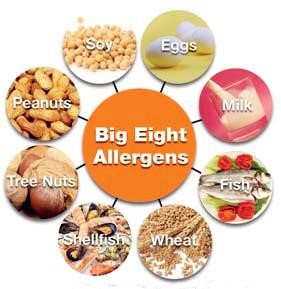 Soy
Eggs
Peanuts
Milk
Big Eight
Allergens
Tree Nuts
Fish
Shellfish
Wheat